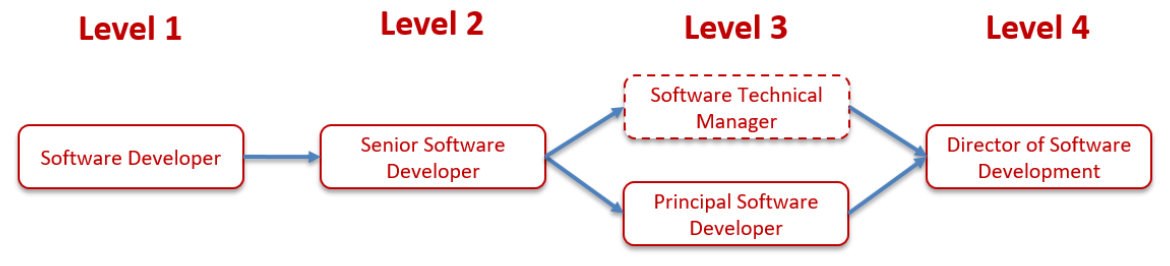 Level 1
Level 2
Level 3
Level 4
Software Developer
Senior Software
Developer
Software Technical
Manager
Principal Software
Developer
Director of Software
Development